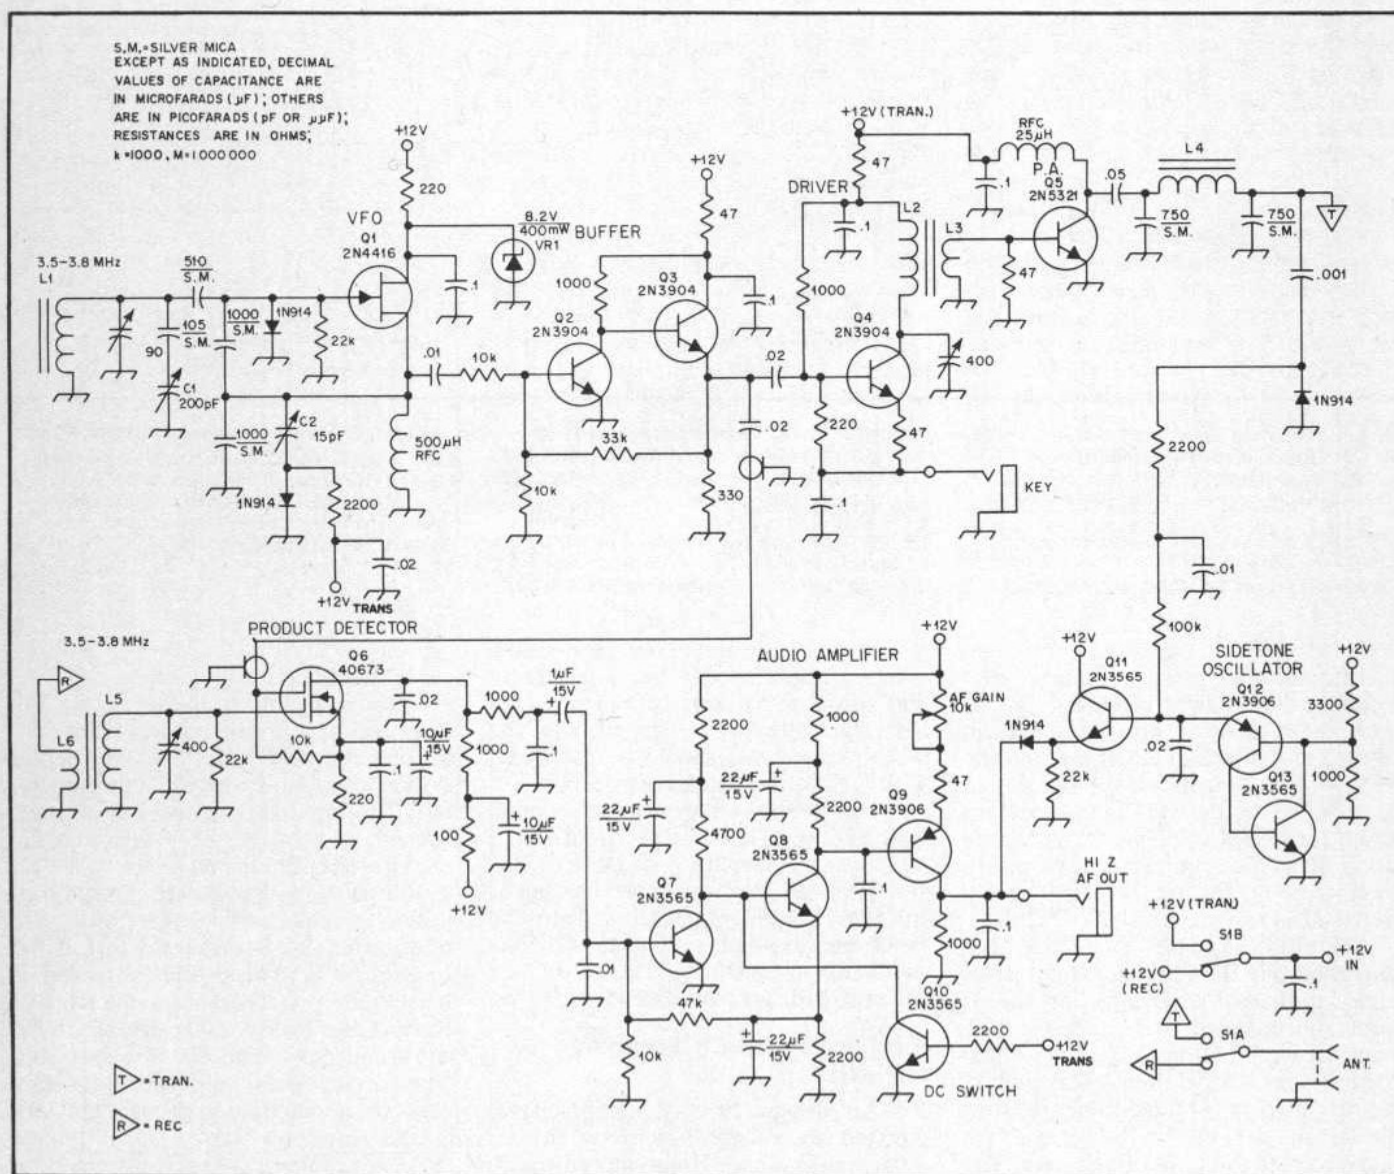 S.M.=SILVER MICA
EXCEPT AS INDICATED, DECIMAL
VALUES OF CAPACITANCE ARE
IN MICROFARADS (µF); OTHERS
ARE IN PICOFARADS (pF OR µµF);
RESISTANCES ARE IN OHMS;
k=1000, M=1000 000
+12V
220
VFO
Q1
2N4416
8.2V
400mW
VR1
BUFFER
.1
3.5-3.8 MHz
L1
510
S.M.
105
S.M.
90
1000
S.M.
1N914
22k
C1
200pF
1000
S.M.
C2
15pF
1N914
2200
.02
+12V TRANS
500µH
RFC
.01
10k
1000
Q2
2N3904
Q3
2N3904
+12V
47
.1
33k
10k
330
.02
.02
DRIVER
+12V (TRAN.)
47
.1
1000
Q4
2N3904
L2
L3
400
220
47
.1
KEY
RFC
25µH
P.A.
Q5
2N5321
.1
47
.05
L4
750
S.M.
750
S.M.
T
.001
1N914
2200
.01
100k
PRODUCT DETECTOR
3.5-3.8 MHz
R
L6
L5
Q6
40673
400
22k
10k
220
.02
.1
10µF
15V
1000
1000
1µF
15V
.1
100
10µF
15V
+12V
AUDIO AMPLIFIER
+12V
2200
1000
AF GAIN
10k
22µF
15V
22µF
15V
2200
47
4700
Q7
2N3565
Q8
2N3565
Q9
2N3906
.1
.01
47k
10k
22µF
15V
2200
1000
.1
HI Z
AF OUT
Q10
2N3565
2200
+12V
TRANS
DC SWITCH
+12V
Q11
2N3565
1N914
22k
.02
SIDETONE
OSCILLATOR
+12V
Q12
2N3906
3300
Q13
2N3565
1000
+12V (TRAN)
S1B
+12V
(REC)
+12V
IN
.1
T
S1A
R
ANT.
T =TRAN.
R =REC